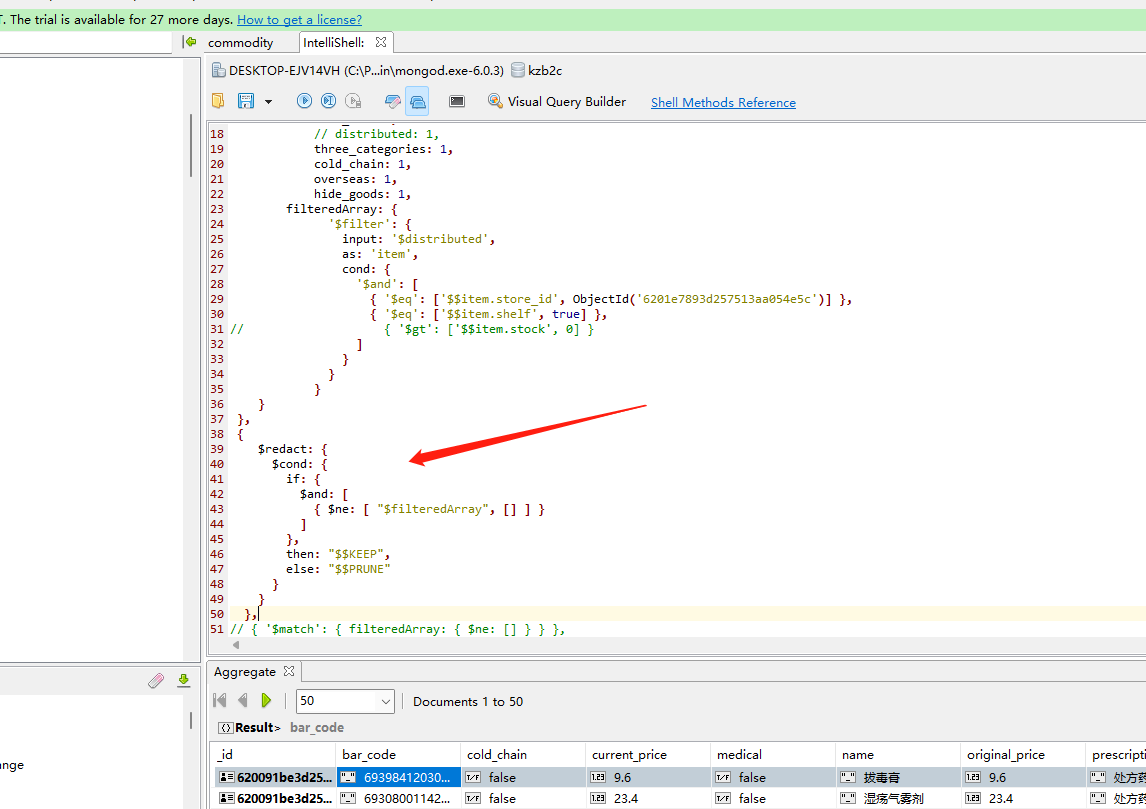 T. The trial is available for 27 more days. How to get a license?
commodity IntelliShell:
DESKTOP-EJV14VH (C:\P...in\mongod.exe-6.0.3) kzb2c
Visual Query Builder Shell Methods Reference
18 // distributed: 1,
19 three_categories: 1,
20 cold_chain: 1,
21 overseas: 1,
22 hide_goods: 1,
23 filteredArray: {
24 '$filter': {
25 input: '$distributed',
26 as: 'item',
27 cond: {
28 '$and': [
29 { '$eq': ['$$item.store_id', ObjectId('6201e7893d257513aa054e5c')] },
30 { '$eq': ['$$item.shelf', true] },
31 // { '$gt': ['$$item.stock', 0] }
32 ]
33 }
34 }
35 }
36 }
37 },
38 {
39 $redact: {
40 $cond: {
41 if: {
42 $and: [
43 { $ne: [ "$filteredArray", [] ] }
44 ]
45 },
46 then: "$$KEEP",
47 else: "$$PRUNE"
48 }
49 }
50 },
51 // { '$match': { filteredArray: { $ne: [] } } },
Aggregate
50 Documents 1 to 50
Result> bar_code
nge
_id bar_code cold_chain current_price medical name original_price prescripti
620091be3d25... 69398412030... false 9.6 false 拔毒膏 9.6 处方药
620091be3d25... 69308001142... false 23.4 false 湿疡气雾剂 23.4 处方药